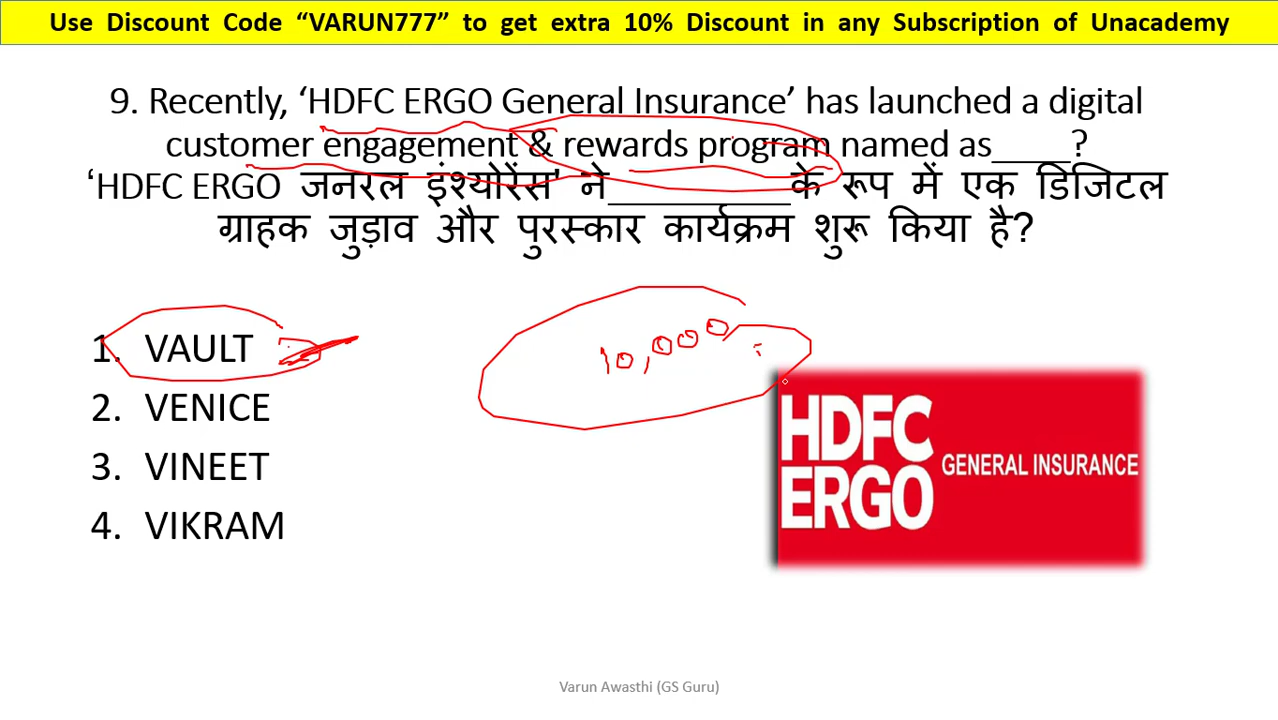 Use Discount Code “VARUN777” to get extra 10% Discount in any Subscription of Unacademy
9. Recently, ‘HDFC ERGO General Insurance’ has launched a digital
customer engagement & rewards program named as____?
‘HDFC ERGO जनरल इंश्योरेंस’ ने__________के रूप में एक डिजिटल
ग्राहक जुड़ाव और पुरस्कार कार्यक्रम शुरू किया है?
1. VAULT
10,000
2. VENICE
3. VINEET
4. VIKRAM
HDFC
ERGO
GENERAL INSURANCE
Varun Awasthi (GS Guru)